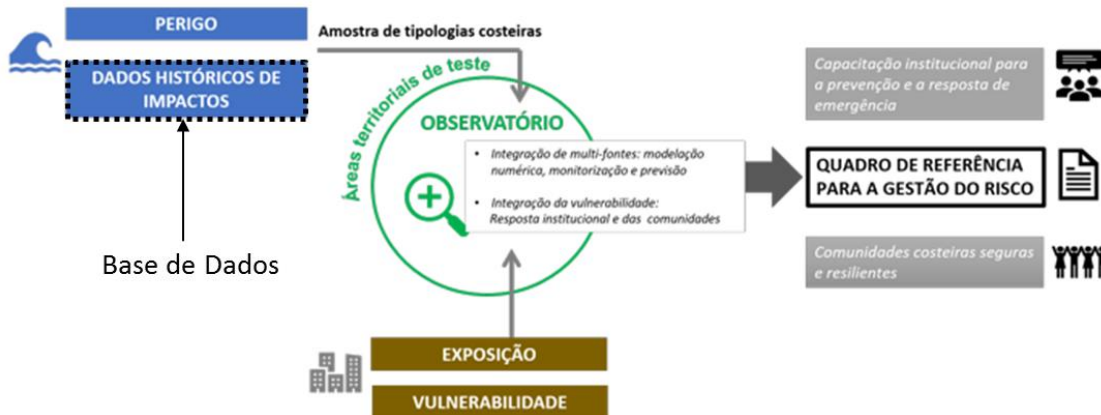 PERIGO
DADOS HISTÓRICOS DE
IMPACTOS
Base de Dados
Amostra de tipologias costeiras
Áreas territoriais de teste
OBSERVATÓRIO
• Integração de multi-fontes: modelação
numérica, monitorização e previsão
• Integração da vulnerabilidade:
Resposta institucional e das comunidades
EXPOSIÇÃO
VULNERABILIDADE
Capacitação institucional para
a prevenção e a resposta de
emergência
QUADRO DE REFERÊNCIA
PARA A GESTÃO DO RISCO
Comunidades costeiras seguras
e resilientes